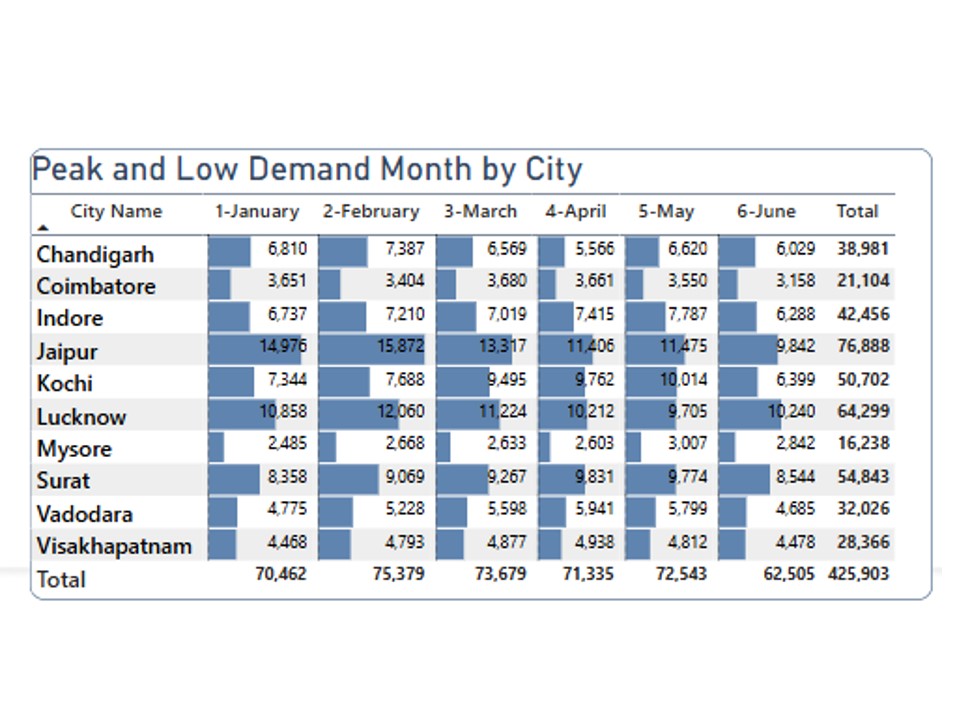 Peak and Low Demand Month by City
City Name 1-January 2-February 3-March 4-April 5-May 6-June Total
Chandigarh 6,810 7,387 6,569 5,566 6,620 6,029 38,981
Coimbatore 3,651 3,404 3,680 3,661 3,550 3,158 21,104
Indore 6,737 7,210 7,019 7,415 7,787 6,288 42,456
Jaipur 14,976 15,872 13,317 11,406 11,475 9,842 76,888
Kochi 7,344 7,688 9,495 9,762 10,014 6,399 50,702
Lucknow 10,858 12,060 11,224 10,212 9,705 10,240 64,299
Mysore 2,485 2,668 2,633 2,603 3,007 2,842 16,238
Surat 8,358 9,069 9,267 9,831 9,774 8,544 54,843
Vadodara 4,775 5,228 5,598 5,941 5,799 4,685 32,026
Visakhapatnam 4,468 4,793 4,877 4,938 4,812 4,478 28,366
Total 70,462 75,379 73,679 71,335 72,543 62,505 425,903